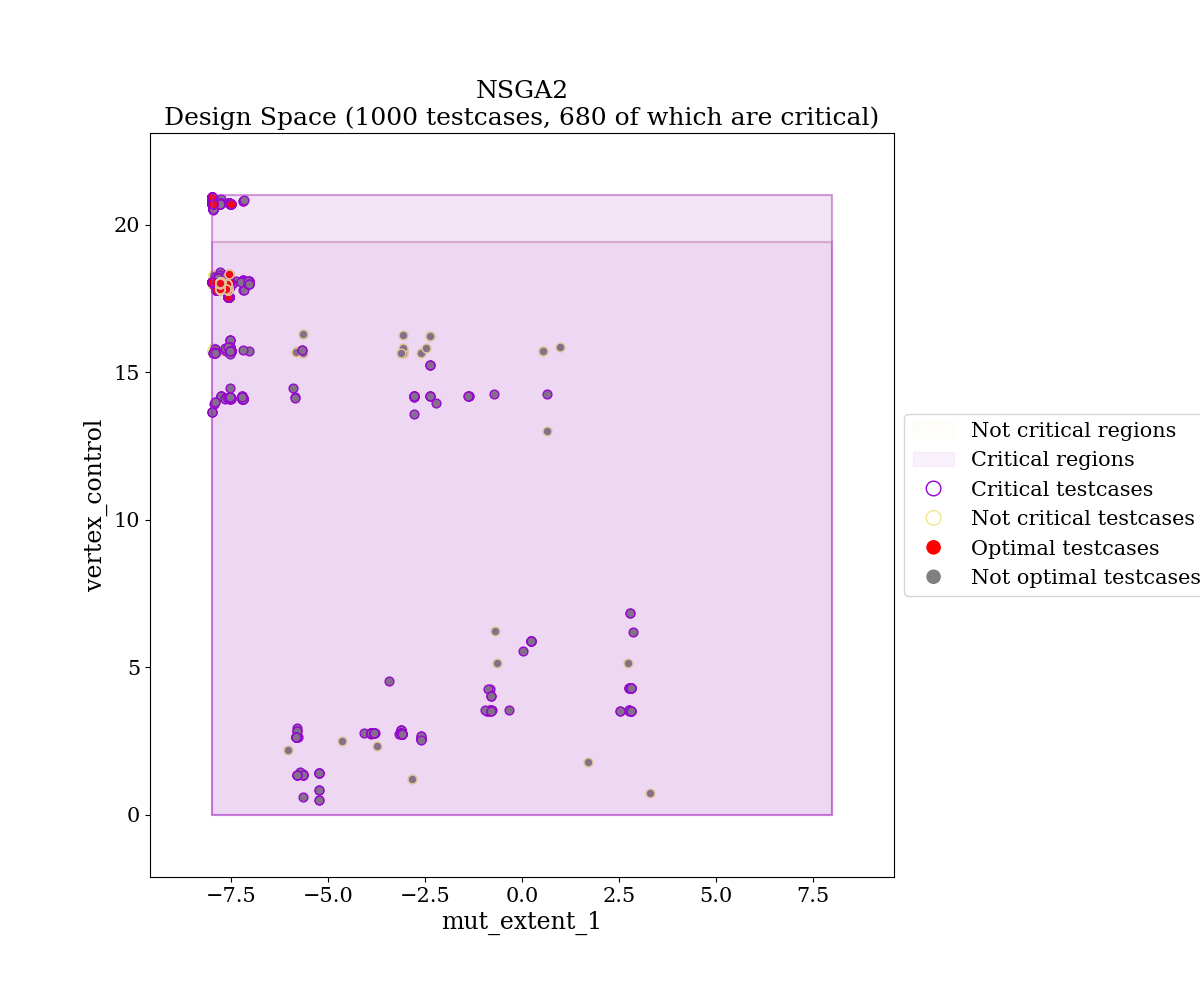 NSGA2
Design Space (1000 testcases, 680 of which are critical)
20
15
10
5
0
vertex_control
−7.5 −5.0 −2.5 0.0 2.5 5.0 7.5
mut_extent_1
Not critical regions
Critical regions
Critical testcases
Not critical testcases
Optimal testcases
Not optimal testcases